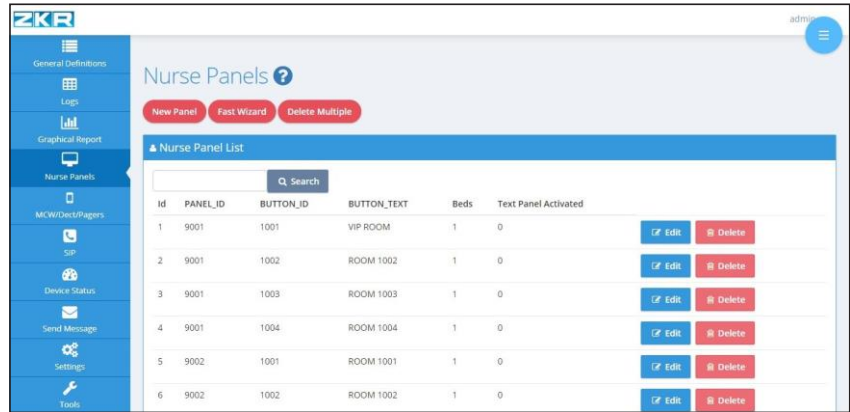 ZKR
admin
General Definitions
Logs
Graphical Report
Nurse Panels
MCW/Dect/Pagers
SIP
Device Status
Send Message
Settings
Tools
Nurse Panels ?
New Panel Fast Wizard Delete Multiple
Nurse Panel List
Search
Id PANEL_ID BUTTON_ID BUTTON_TEXT Beds Text Panel Activated
1 9001 1001 VIP ROOM 1 0 Edit Delete
2 9001 1002 ROOM 1002 1 0 Edit Delete
3 9001 1003 ROOM 1003 1 0 Edit Delete
4 9001 1004 ROOM 1004 1 0 Edit Delete
5 9002 1001 ROOM 1001 1 0 Edit Delete
6 9002 1002 ROOM 1002 1 0 Edit Delete